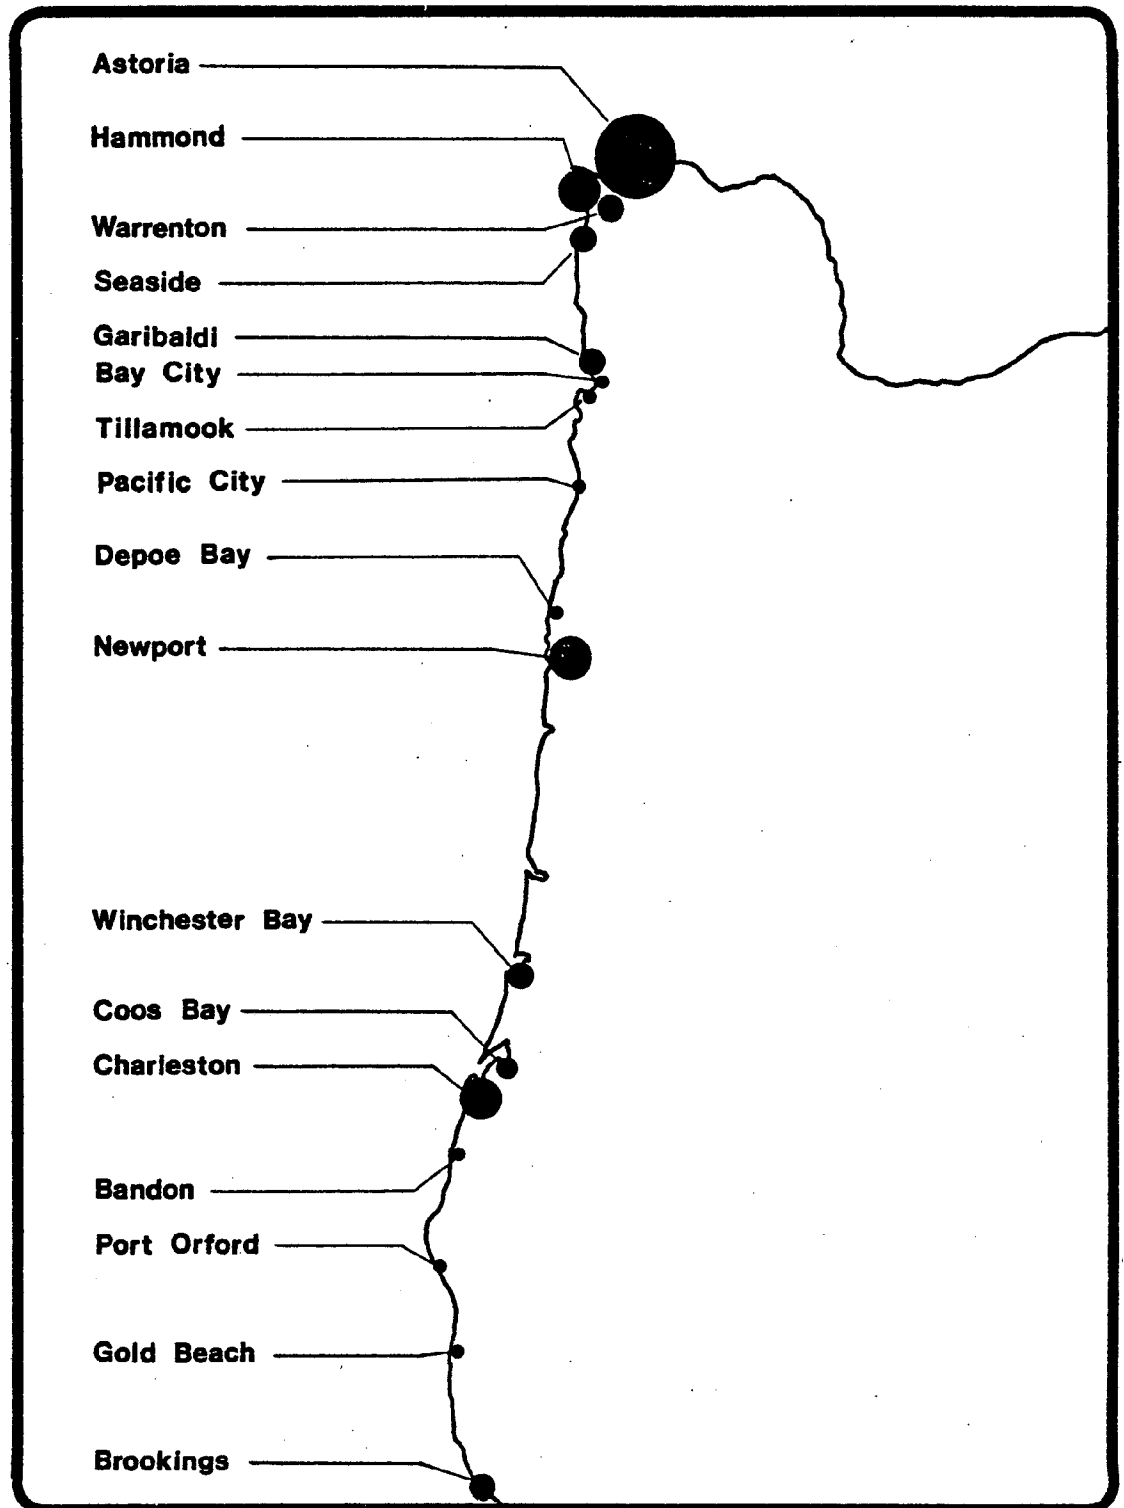 Astoria
Hammond
Warrenton
Seaside
Garibaldi
Bay City
Tillamook
Pacific City
Depoe Bay
Newport
Winchester Bay
Coos Bay
Charleston
Bandon
Port Orford
Gold Beach
Brookings